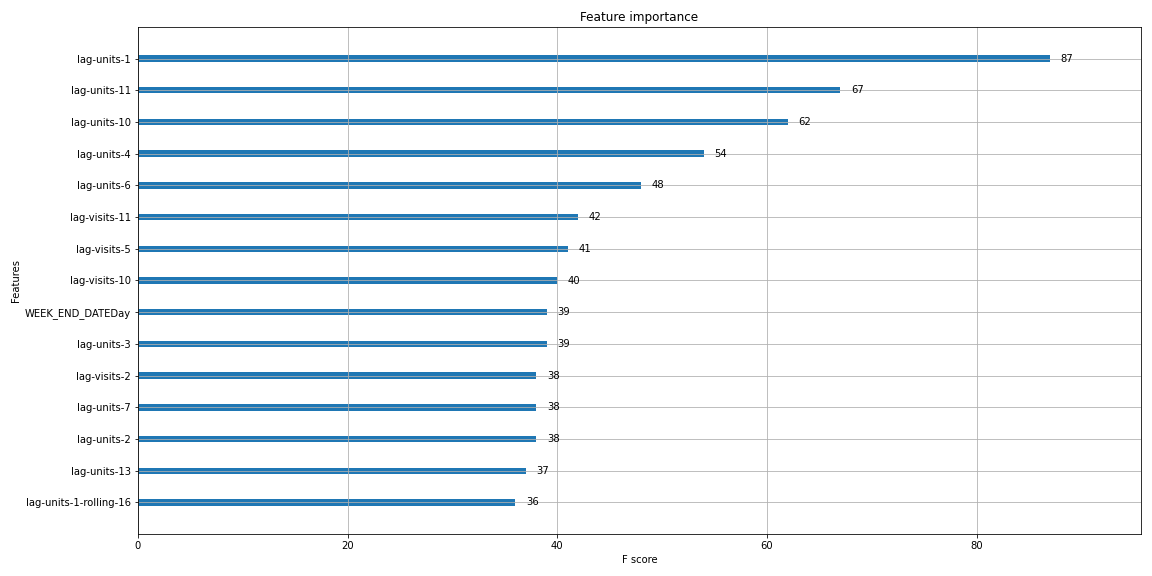 Feature importance
lag-units-1 87
lag-units-11 67
lag-units-10 62
lag-units-4 54
lag-units-6 48
lag-visits-11 42
lag-visits-5 41
lag-visits-10 40
WEEK_END_DATEDay 39
lag-units-3 39
lag-visits-2 38
lag-units-7 38
lag-units-2 38
lag-units-13 37
lag-units-1-rolling-16 36
Features
0 20 40 60 80
F score